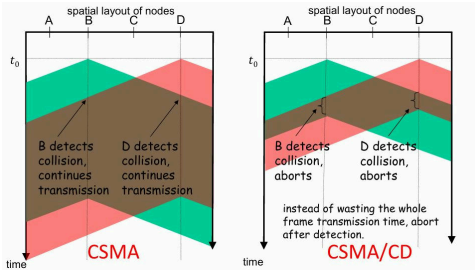 spatial layout of nodes
A B C D
t₀
B detects
collision,
continues
transmission
D detects
collision,
continues
transmission
time
CSMA
spatial layout of nodes
A B C D
t₀
B detects
collision,
aborts
D detects
collision,
aborts
instead of wasting the whole
frame transmission time, abort
after detection.
time
CSMA/CD